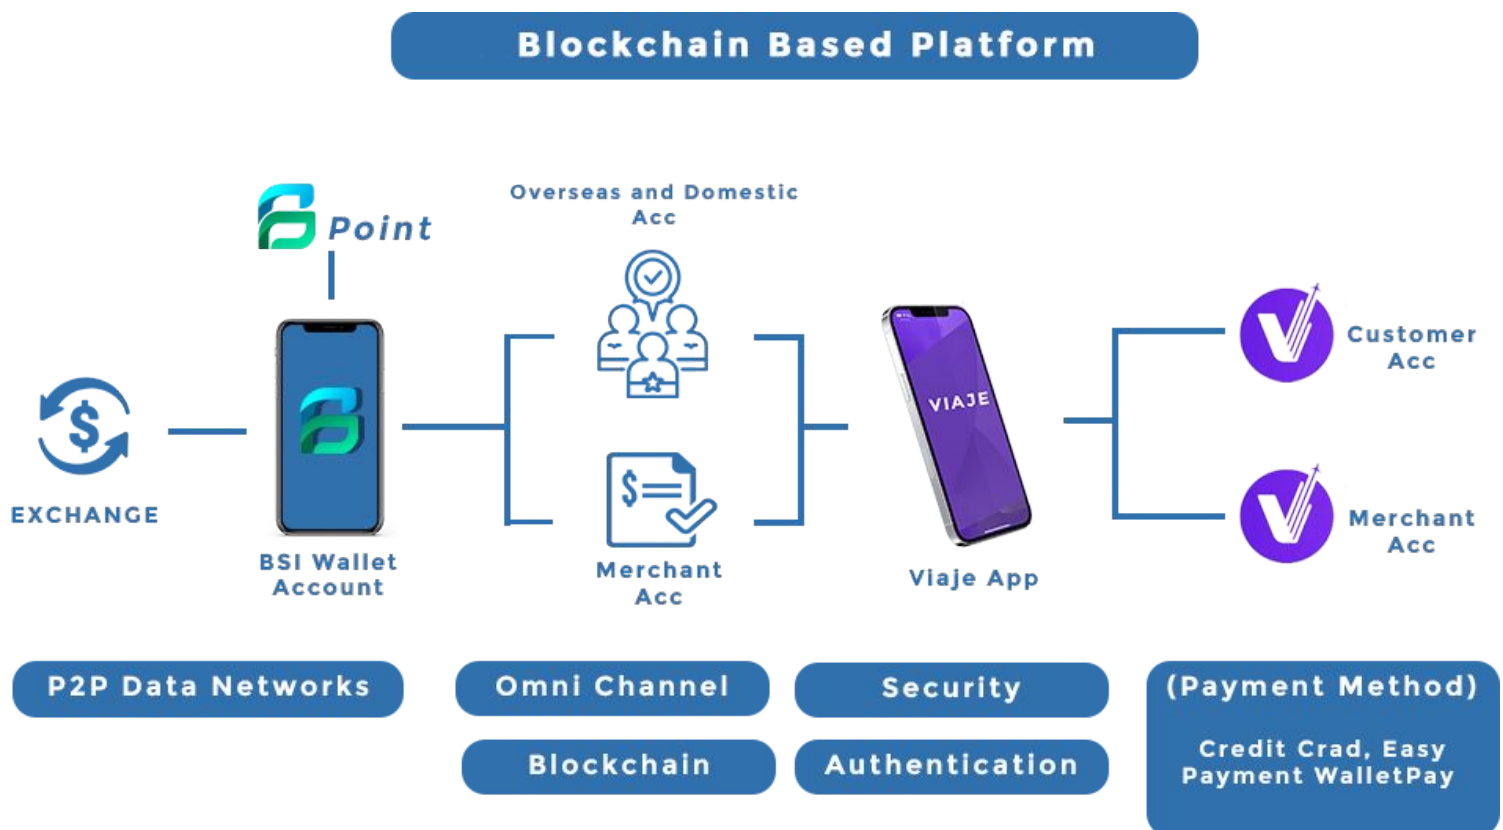 Blockchain Based Platform
Point
Overseas and Domestic
Acc
$
EXCHANGE
BSI Wallet
Account
$
Merchant
Acc
VIAJE
Viaje App
Customer
Acc
Merchant
Acc
P2P Data Networks
Omni Channel
Blockchain
Security
Authentication
(Payment Method)
Credit Crad, Easy
Payment WalletPay